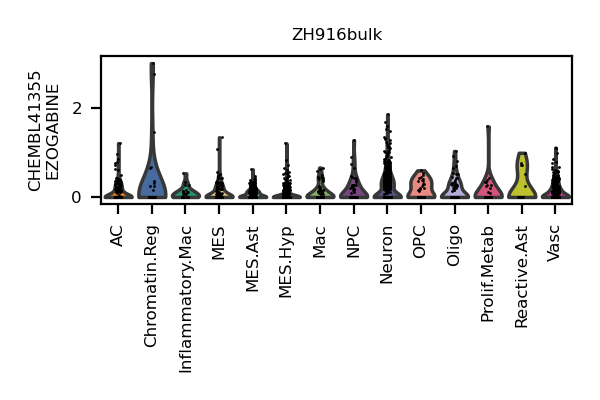 ZH916bulk
CHEMBL41355
EZOGABINE
2
0
AC
Chromatin.Reg
Inflammatory.Mac
MES
MES.Ast
MES.Hyp
Mac
NPC
Neuron
OPC
Oligo
Prolif.Metab
Reactive.Ast
Vasc